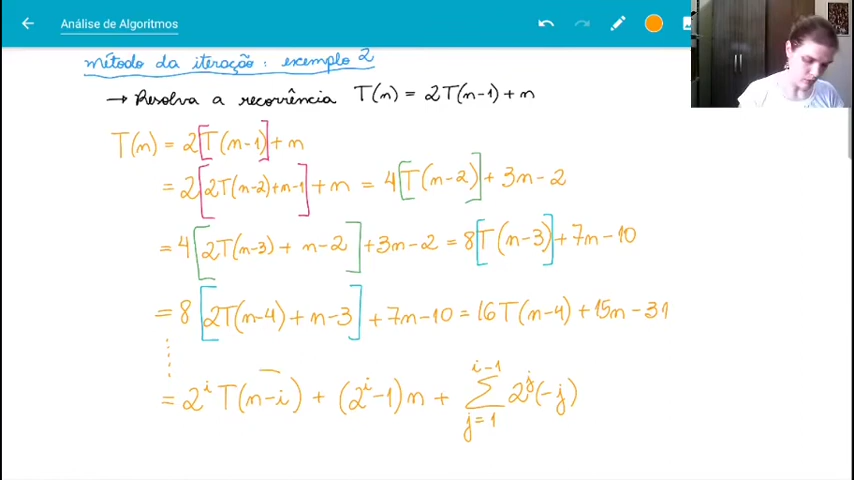 Análise de Algoritmos
método da iteração: exemplo 2
→ Resolva a recorrência T(n) = 2T(n-1) + n
T(n) = 2[T(n-1)] + n
= 2[2T(n-2)+n-1] + n = 4[T(n-2)] + 3n - 2
= 4[2T(n-3) + n-2] + 3n - 2 = 8[T(n-3)] + 7n - 10
= 8[2T(n-4) + n-3] + 7n - 10 = 16T(n-4) + 15n - 31
= 2^i T(n-i) + (2^i - 1)n + ∑_{j=1}^{i-1} 2^j(-j)